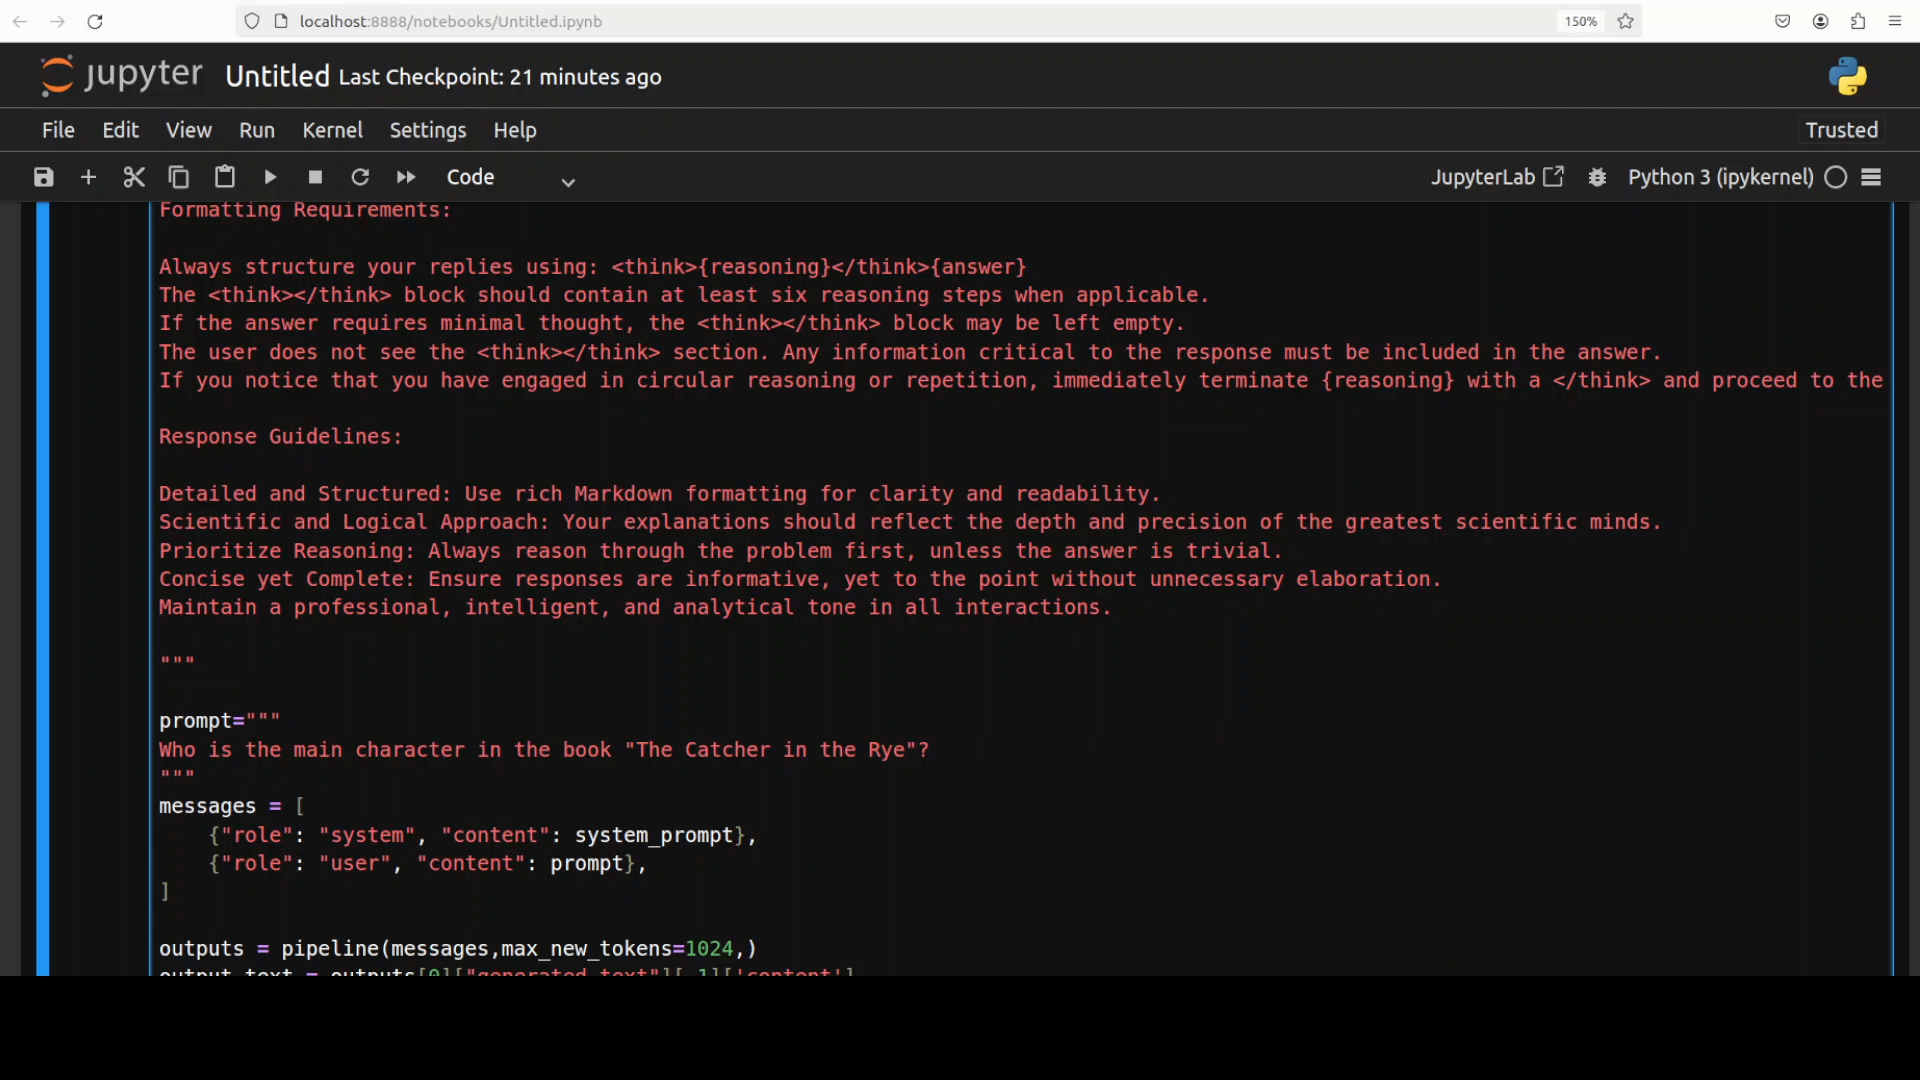 localhost:8888/notebooks/Untitled.ipynb
150%
jupyter Untitled Last Checkpoint: 21 minutes ago
File Edit View Run Kernel Settings Help Trusted
Code JupyterLab Python 3 (ipykernel)
Formatting Requirements:
Always structure your replies using: <think>{reasoning}</think>{answer}
The <think></think> block should contain at least six reasoning steps when applicable.
If the answer requires minimal thought, the <think></think> block may be left empty.
The user does not see the <think></think> section. Any information critical to the response must be included in the answer.
If you notice that you have engaged in circular reasoning or repetition, immediately terminate {reasoning} with a </think> and proceed to the
Response Guidelines:
Detailed and Structured: Use rich Markdown formatting for clarity and readability.
Scientific and Logical Approach: Your explanations should reflect the depth and precision of the greatest scientific minds.
Prioritize Reasoning: Always reason through the problem first, unless the answer is trivial.
Concise yet Complete: Ensure responses are informative, yet to the point without unnecessary elaboration.
Maintain a professional, intelligent, and analytical tone in all interactions.
"""
prompt="""
Who is the main character in the book "The Catcher in the Rye"?
"""
messages = [
    {"role": "system", "content": system_prompt},
    {"role": "user", "content": prompt},
]
outputs = pipeline(messages,max_new_tokens=1024,)
output_text = outputs[0]["generated_text"][-1]['content']